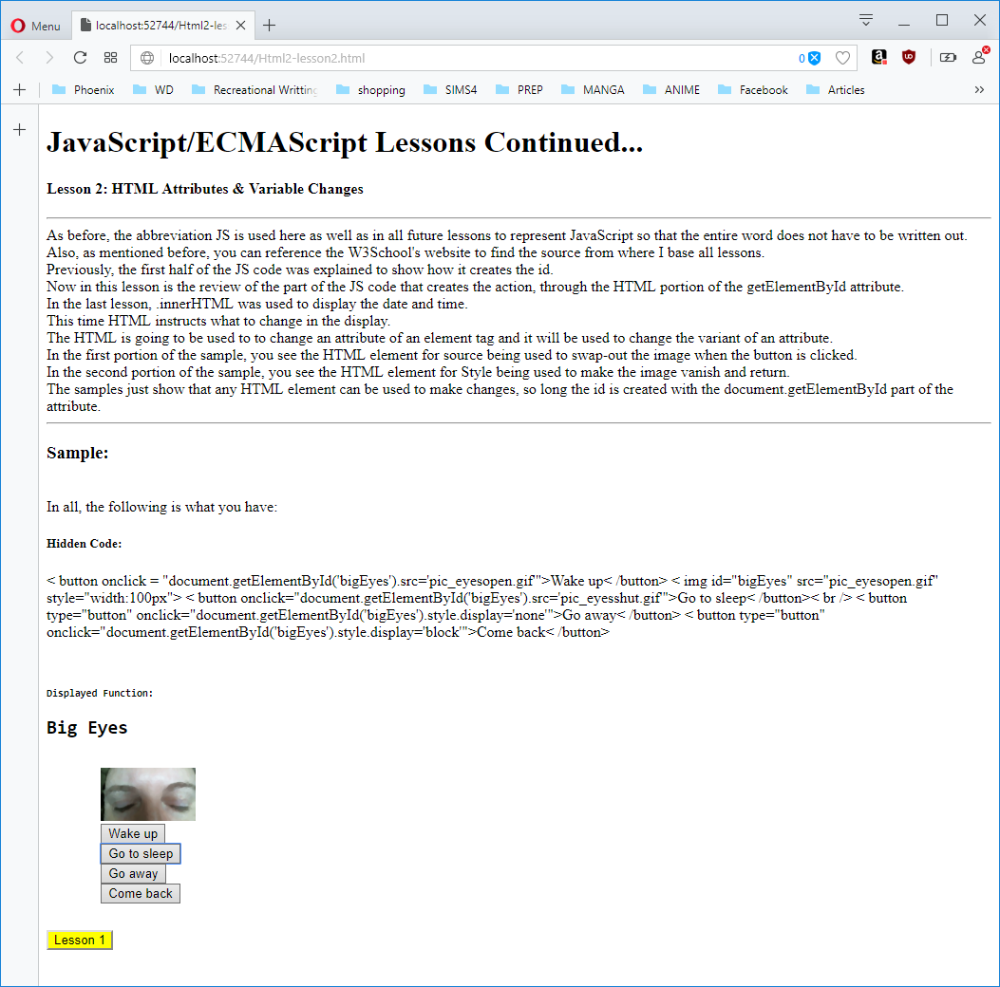 Menu
localhost:52744/Html2-les
localhost:52744/Html2-lesson2.html
0
a
Phoenix WD Recreational Writting shopping SIMS4 PREP MANGA ANIME Facebook Articles
JavaScript/ECMAScript Lessons Continued...
Lesson 2: HTML Attributes & Variable Changes
As before, the abbreviation JS is used here as well as in all future lessons to represent JavaScript so that the entire word does not have to be written out.
Also, as mentioned before, you can reference the W3School's website to find the source from where I base all lessons.
Previously, the first half of the JS code was explained to show how it creates the id.
Now in this lesson is the review of the part of the JS code that creates the action, through the HTML portion of the getElementById attribute.
In the last lesson, .innerHTML was used to display the date and time.
This time HTML instructs what to change in the display.
The HTML is going to be used to to change an attribute of an element tag and it will be used to change the variant of an attribute.
In the first portion of the sample, you see the HTML element for source being used to swap-out the image when the button is clicked.
In the second portion of the sample, you see the HTML element for Style being used to make the image vanish and return.
The samples just show that any HTML element can be used to make changes, so long the id is created with the document.getElementById part of the
attribute.
Sample:
In all, the following is what you have:
Hidden Code:
< button onclick = "document.getElementById('bigEyes').src='pic_eyesopen.gif'">Wake up< /button> < img id="bigEyes" src="pic_eyesopen.gif"
style="width:100px"> < button onclick="document.getElementById('bigEyes').src='pic_eyesshut.gif'">Go to sleep< /button>< br /> < button
type="button" onclick="document.getElementById('bigEyes').style.display='none'">Go away< /button> < button type="button"
onclick="document.getElementById('bigEyes').style.display='block'">Come back< /button>
Displayed Function:
Big Eyes
Wake up
Go to sleep
Go away
Come back
Lesson 1